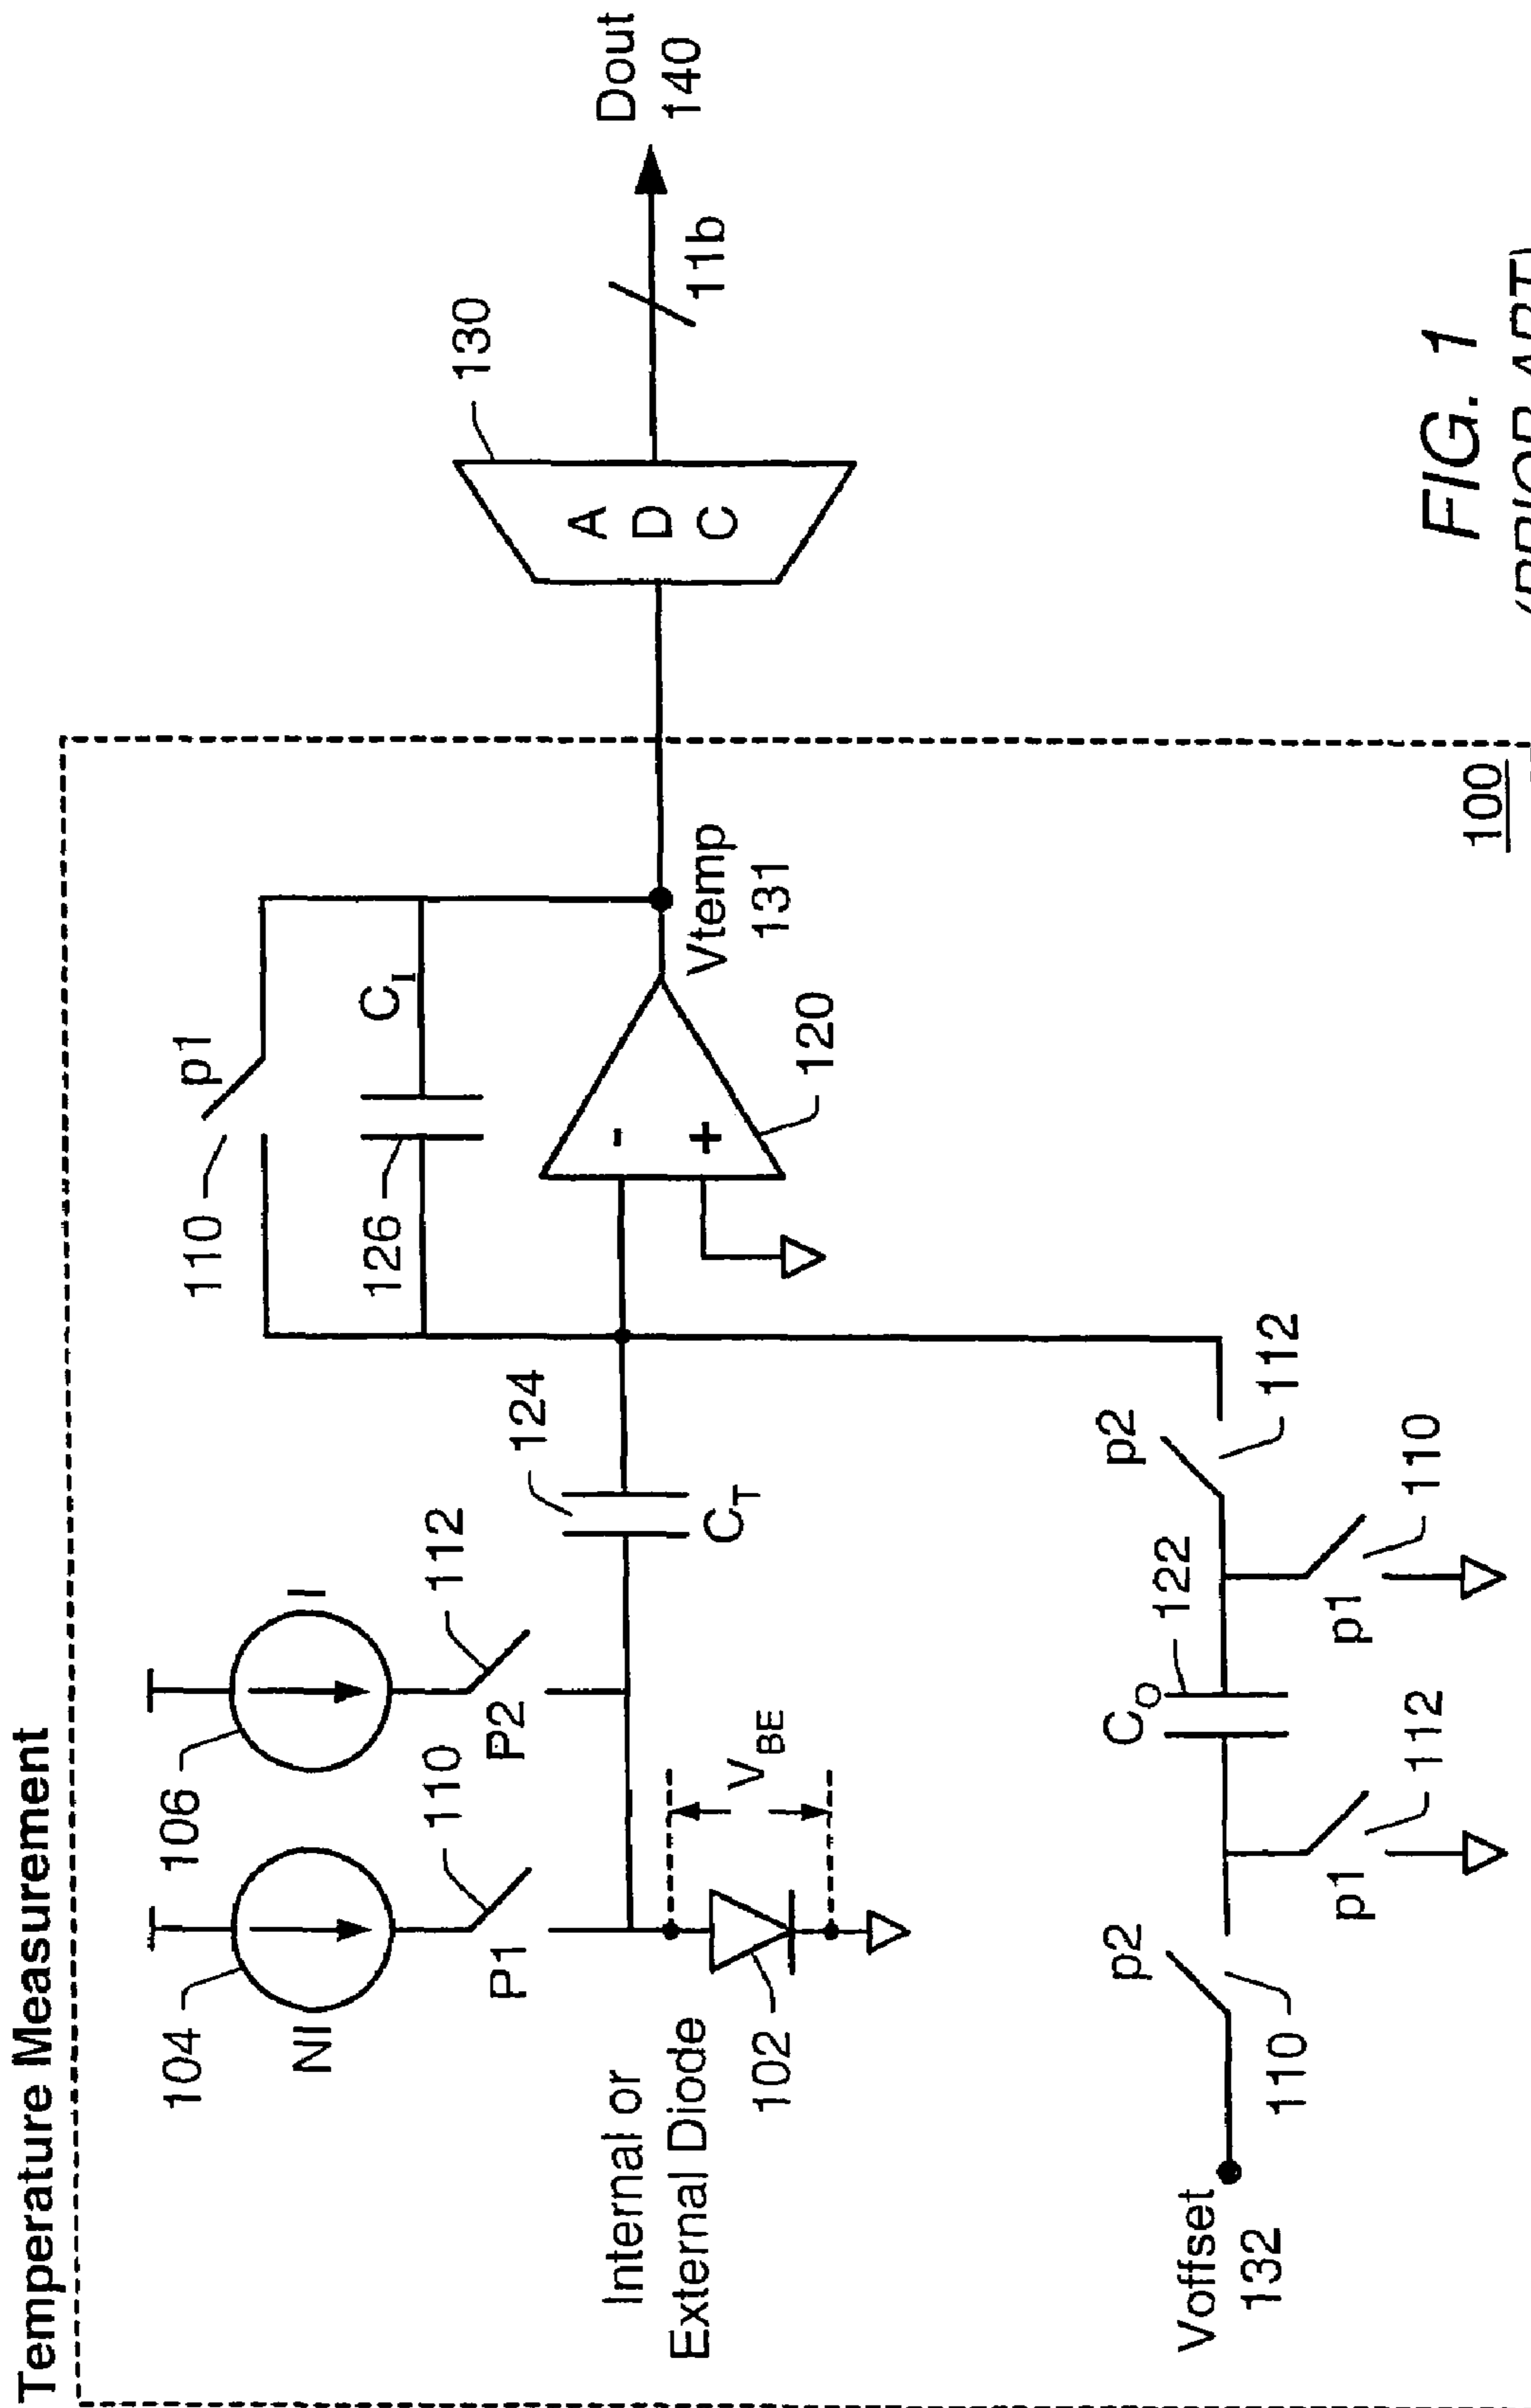 Temperature Measurement
104
NI
106
I
P1
110
P2
112
Internal or
External Diode
102
V_BE
C_T
124
110
p1
126
C_I
-
+
120
Vtemp
131
A
D
C
130
11b
Dout
140
Voffset
132
p2
110
p1
112
C_O
122
p1
110
p2
112
100
FIG. 1
(PRIOR ART)